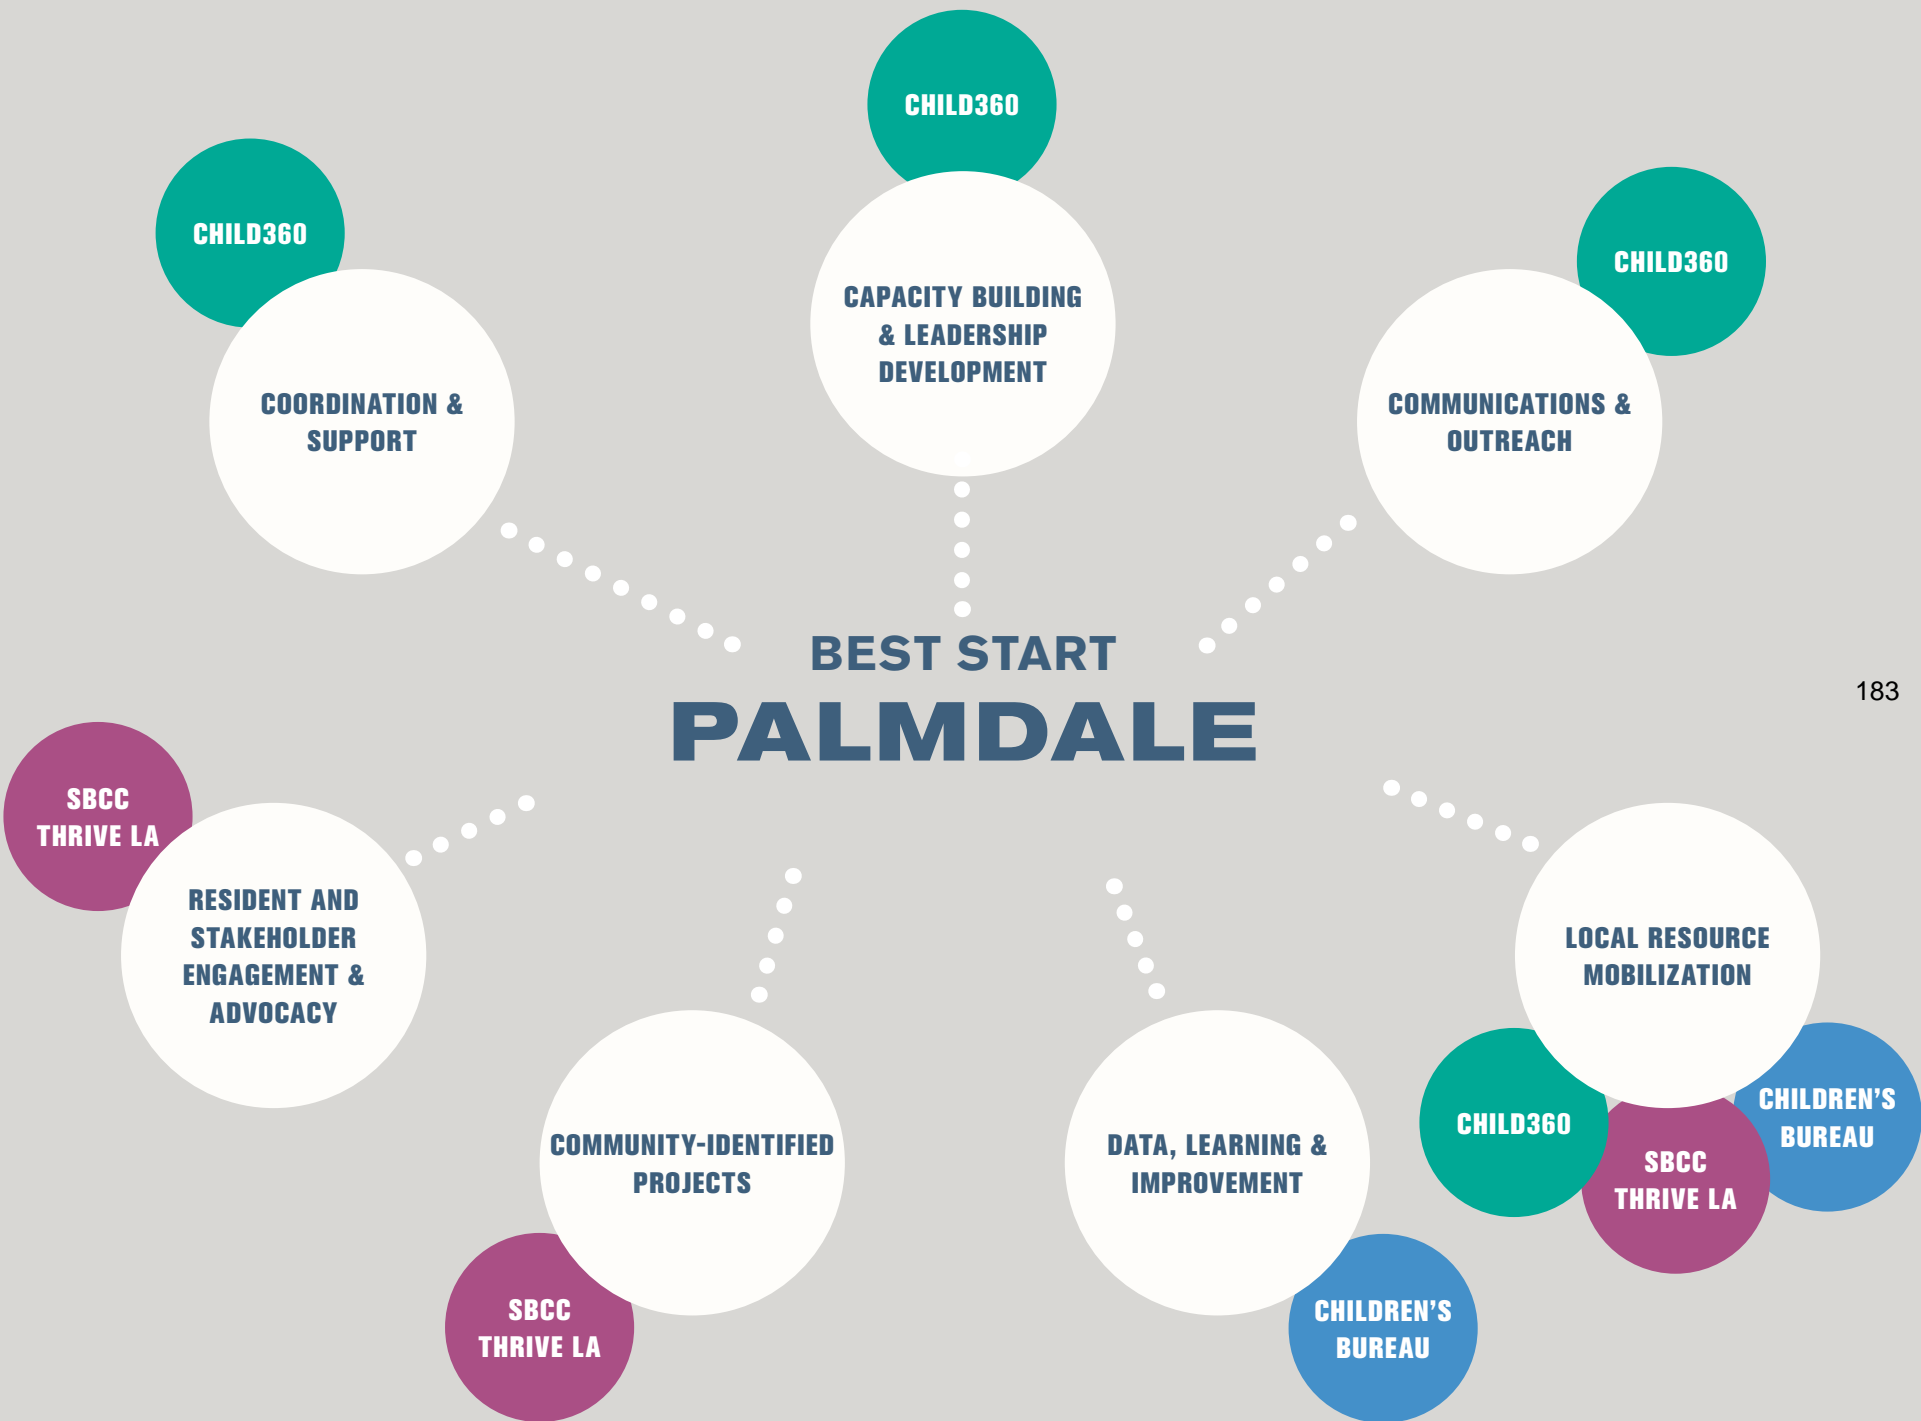 CHILD360
CAPACITY BUILDING
& LEADERSHIP
DEVELOPMENT
CHILD360
COORDINATION &
SUPPORT
CHILD360
COMMUNICATIONS &
OUTREACH
BEST START
PALMDALE
183
SBCC
THRIVE LA
RESIDENT AND
STAKEHOLDER
ENGAGEMENT &
ADVOCACY
COMMUNITY-IDENTIFIED
PROJECTS
SBCC
THRIVE LA
DATA, LEARNING &
IMPROVEMENT
CHILDREN'S
BUREAU
LOCAL RESOURCE
MOBILIZATION
CHILD360
SBCC
THRIVE LA
CHILDREN'S
BUREAU